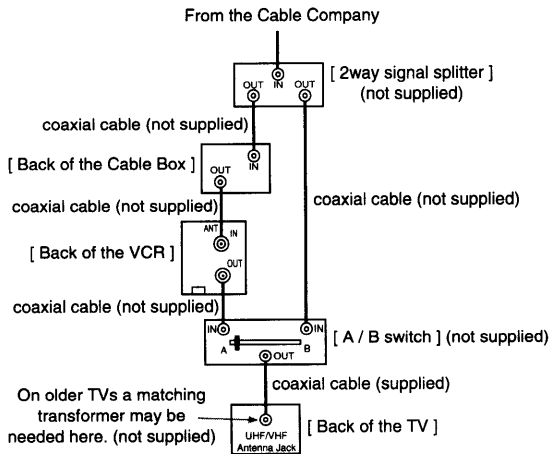 From the Cable Company
[ 2way signal splitter ]
(not supplied)
OUT IN OUT
coaxial cable (not supplied)
[ Back of the Cable Box ]
OUT IN
coaxial cable (not supplied)
coaxial cable (not supplied)
[ Back of the VCR ]
ANT IN
OUT
coaxial cable (not supplied)
IN IN
A B
OUT
[ A / B switch ] (not supplied)
coaxial cable (supplied)
On older TVs a matching
transformer may be
needed here. (not supplied)
UHF/VHF
Antenna Jack
[ Back of the TV ]